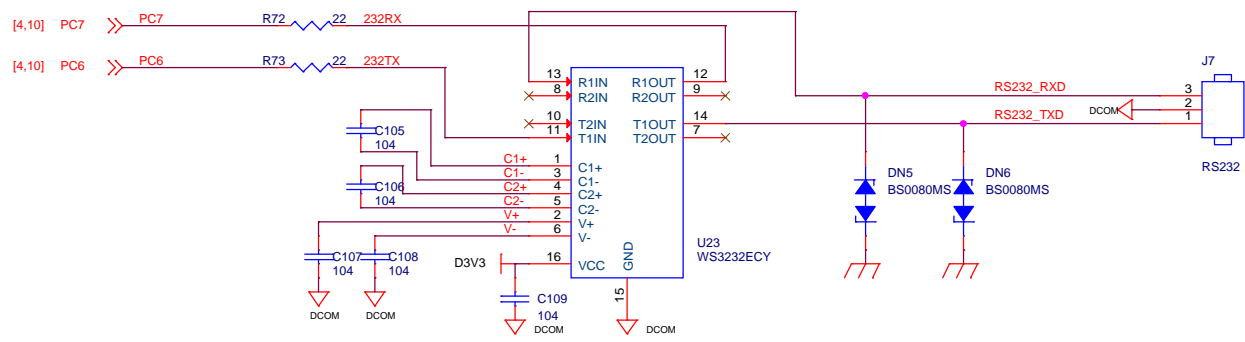 [4,10] PC7 PC7 R72 22 232RX
[4,10] PC6 PC6 R73 22 232TX
J7
13 R1IN R1OUT 12
8 R2IN R2OUT 9
10 T2IN T1OUT 14
11 T1IN T2OUT 7
RS232_RXD 3
DCOM 2
RS232_TXD 1
RS232
C105
104
C1+ 1 C1+
C1- 3 C1-
C106
104
C2+ 4 C2+
C2- 5 C2-
V+ 2 V+
V- 6 V-
DN5
BS0080MS
DN6
BS0080MS
C107
104
C108
104
D3V3 16 VCC
GND
15
U23
WS3232ECY
C109
104
DCOM
DCOM
DCOM
DCOM